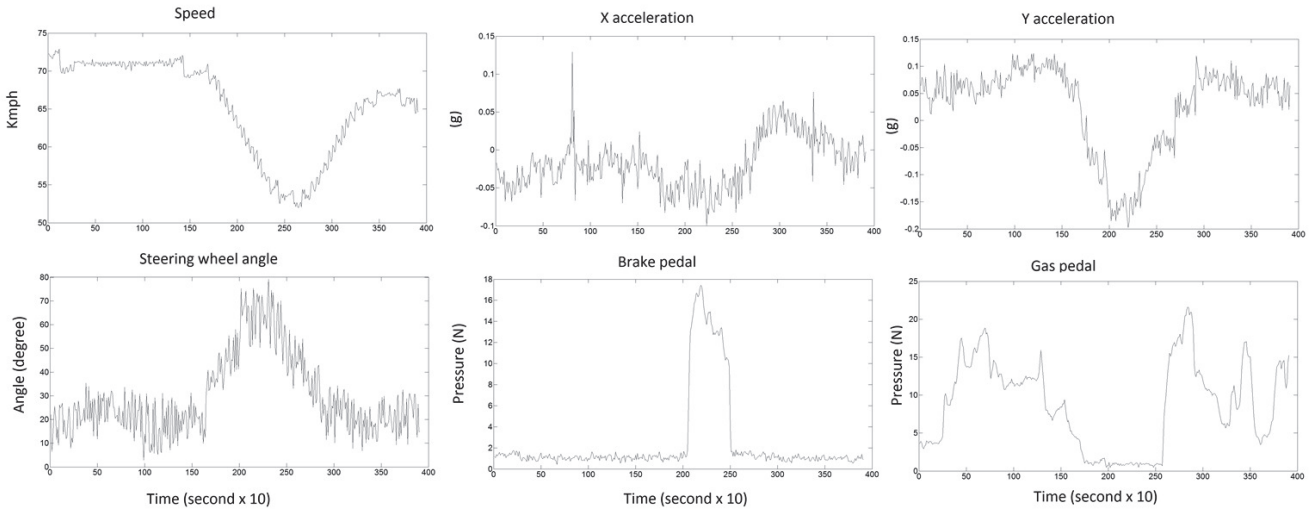 Speed
75
70
65
60
55
50
Kmph
0 50 100 150 200 250 300 350 400
X acceleration
0.15
0.1
0.05
0
-0.05
-0.1
(g)
0 50 100 150 200 250 300 350 400
Y acceleration
0.15
0.1
0.05
0
-0.05
-0.1
-0.15
-0.2
(g)
0 50 100 150 200 250 300 350 400
Steering wheel angle
80
70
60
50
40
30
20
10
0
Angle (degree)
0 50 100 150 200 250 300 350 400
Time (second x 10)
Brake pedal
18
16
14
12
10
8
6
4
2
0
Pressure (N)
0 50 100 150 200 250 300 350 400
Time (second x 10)
Gas pedal
25
20
15
10
5
0
Pressure (N)
0 50 100 150 200 250 300 350 400
Time (second x 10)